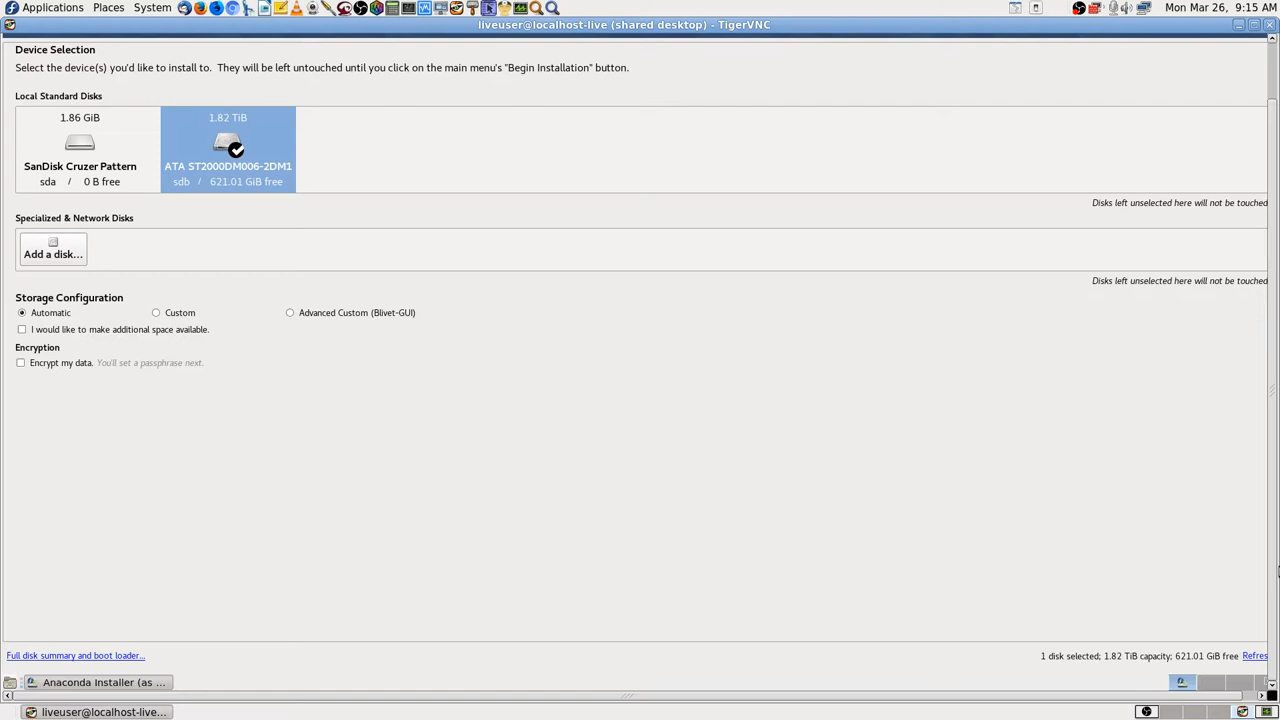 Applications Places System
Mon Mar 26, 9:15 AM
liveuser@localhost-live (shared desktop) - TigerVNC
Device Selection
Select the device(s) you'd like to install to. They will be left untouched until you click on the main menu's "Begin Installation" button.
Local Standard Disks
1.86 GiB
SanDisk Cruzer Pattern
sda / 0 B free
1.82 TiB
ATA ST2000DM006-2DM1
sdb / 621.01 GiB free
Disks left unselected here will not be touched
Specialized & Network Disks
Add a disk...
Disks left unselected here will not be touched
Storage Configuration
Automatic Custom Advanced Custom (Blivet-GUI)
I would like to make additional space available.
Encryption
Encrypt my data. You'll set a passphrase next.
Full disk summary and boot loader...
1 disk selected; 1.82 TiB capacity; 621.01 GiB free Refres
Anaconda Installer (as ...
liveuser@localhost-live...